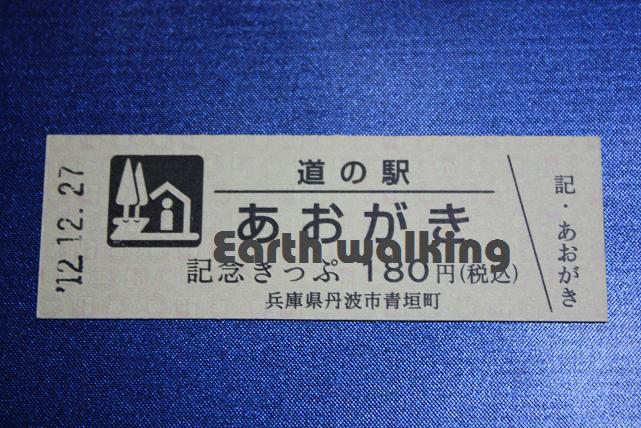 '12.12.27
道の駅
あおがき
Earth walking
記念きっぷ 180円(税込)
兵庫県丹波市青垣町
記・あおがき